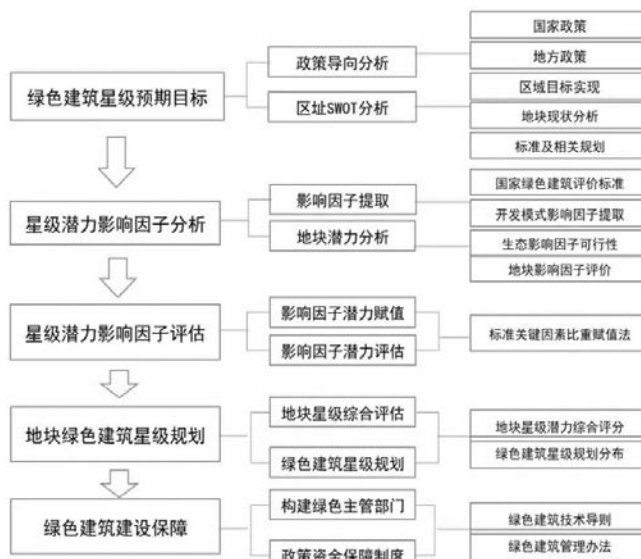 国家政策
政策导向分析
地方政策
绿色建筑星级预期目标
区域目标实现
区址SWOT分析
地块现状分析
标准及相关规划
国家绿色建筑评价标准
影响因子提取
开发模式影响因子提取
星级潜力影响因子分析
地块潜力分析
生态影响因子可行性
地块影响因子评价
影响因子潜力赋值
星级潜力影响因子评估
标准关键因素比重赋值法
影响因子潜力评估
地块星级综合评估
地块星级潜力综合评分
地块绿色建筑星级规划
绿色建筑星级规划分布
绿色建筑星级规划
构建绿色主管部门
绿色建筑技术导则
绿色建筑建设保障
绿色建筑管理办法
政策资金保障制度